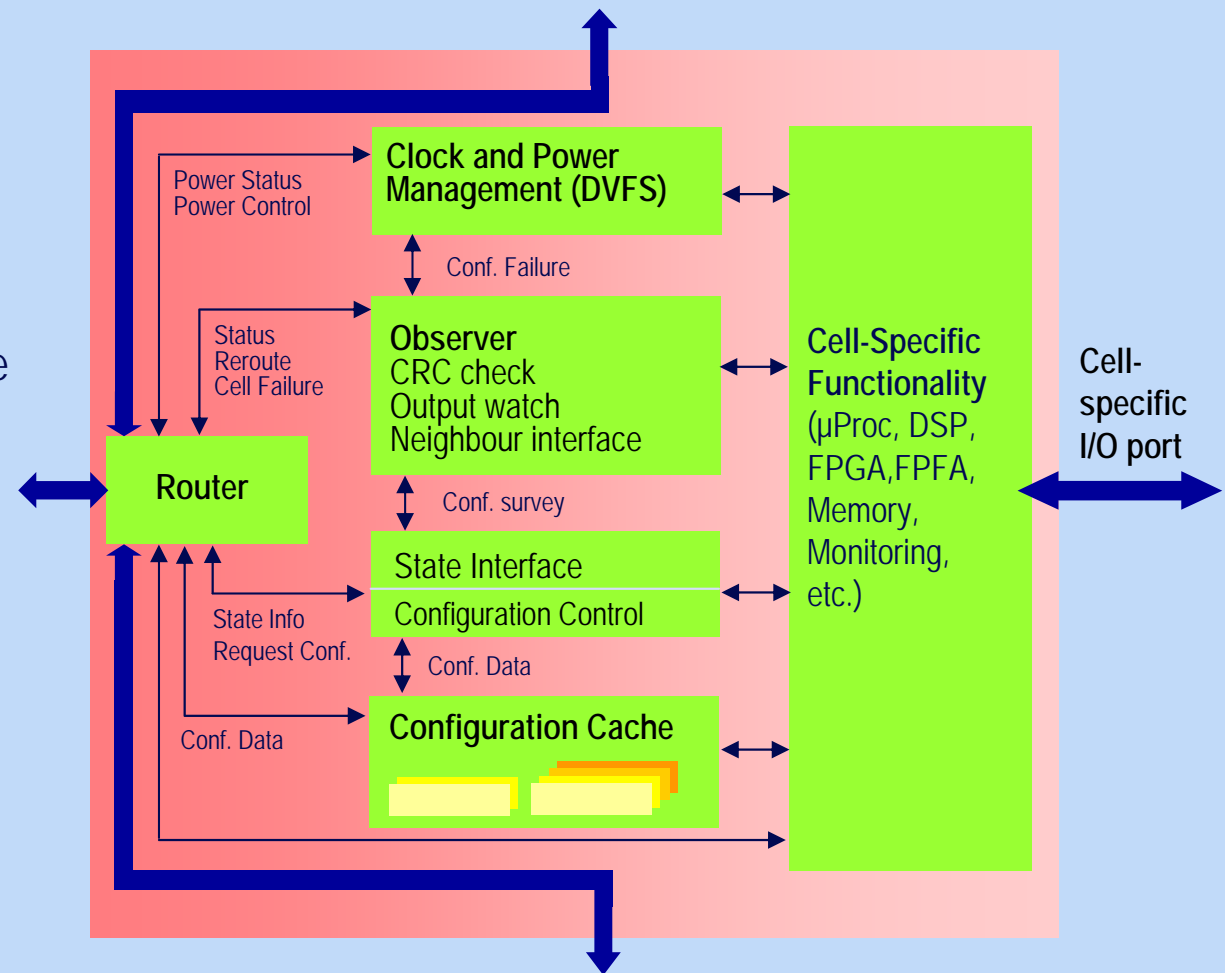 Clock and Power
Management (DVFS)
Power Status
Power Control
Conf. Failure
Status
Reroute
Cell Failure
Observer
CRC check
Output watch
Neighbour interface
Cell-Specific
Functionality
(µProc, DSP,
FPGA,FPFA,
Memory,
Monitoring,
etc.)
Cell-
specific
I/O port
e
Router
Conf. survey
State Interface
Configuration Control
State Info
Request Conf.
Conf. Data
Configuration Cache
Conf. Data